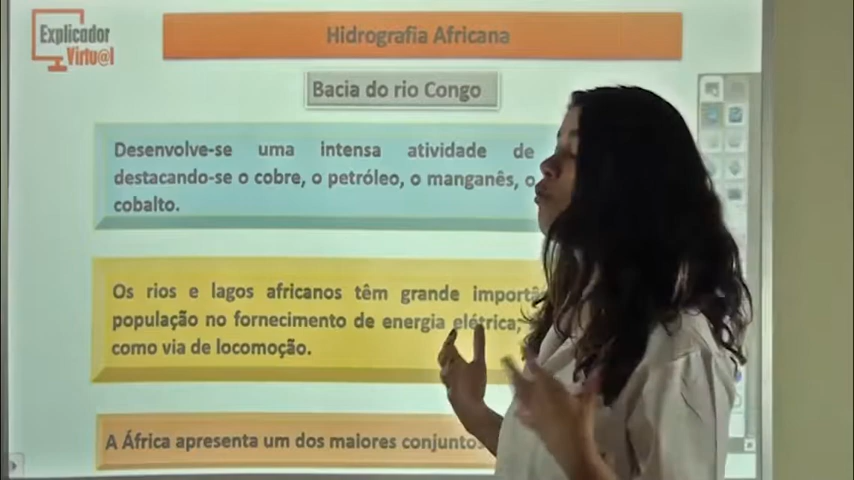 Explicador
Virtu@l
Hidrografia Africana
Bacia do rio Congo
Desenvolve-se uma intensa atividade de
destacando-se o cobre, o petróleo, o manganês, o
cobalto.
Os rios e lagos africanos têm grande
população no fornecimento de energia elétrica,
como via de locomoção.
A África apresenta um dos maiores conjuntos